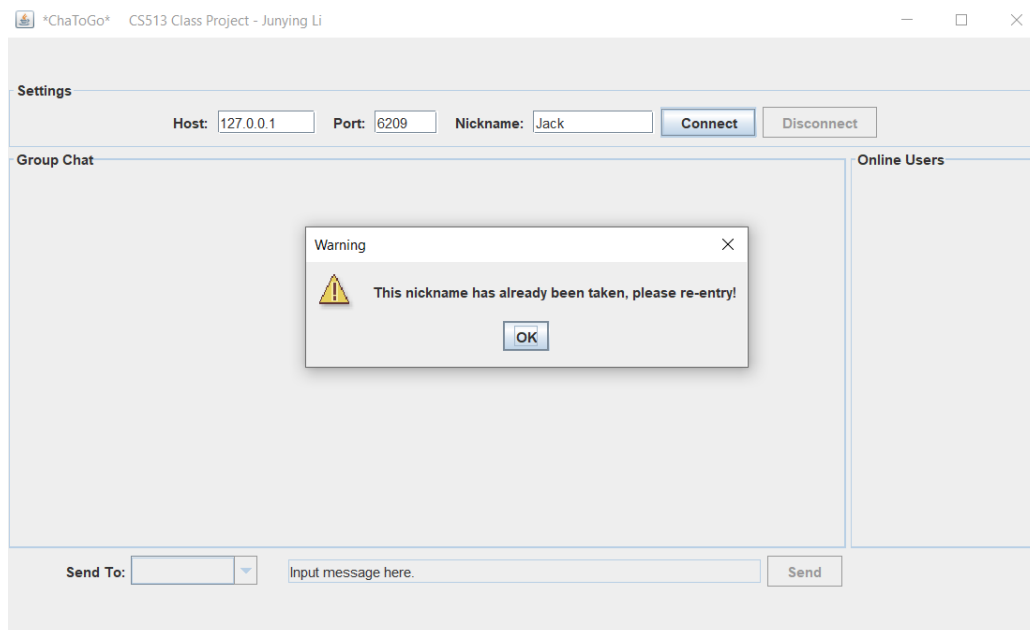 *ChaToGo* CS513 Class Project - Junying Li
Settings
Host: 127.0.0.1 Port: 6209 Nickname: Jack Connect Disconnect
Group Chat Online Users
Warning
This nickname has already been taken, please re-entry!
OK
Send To: Input message here. Send